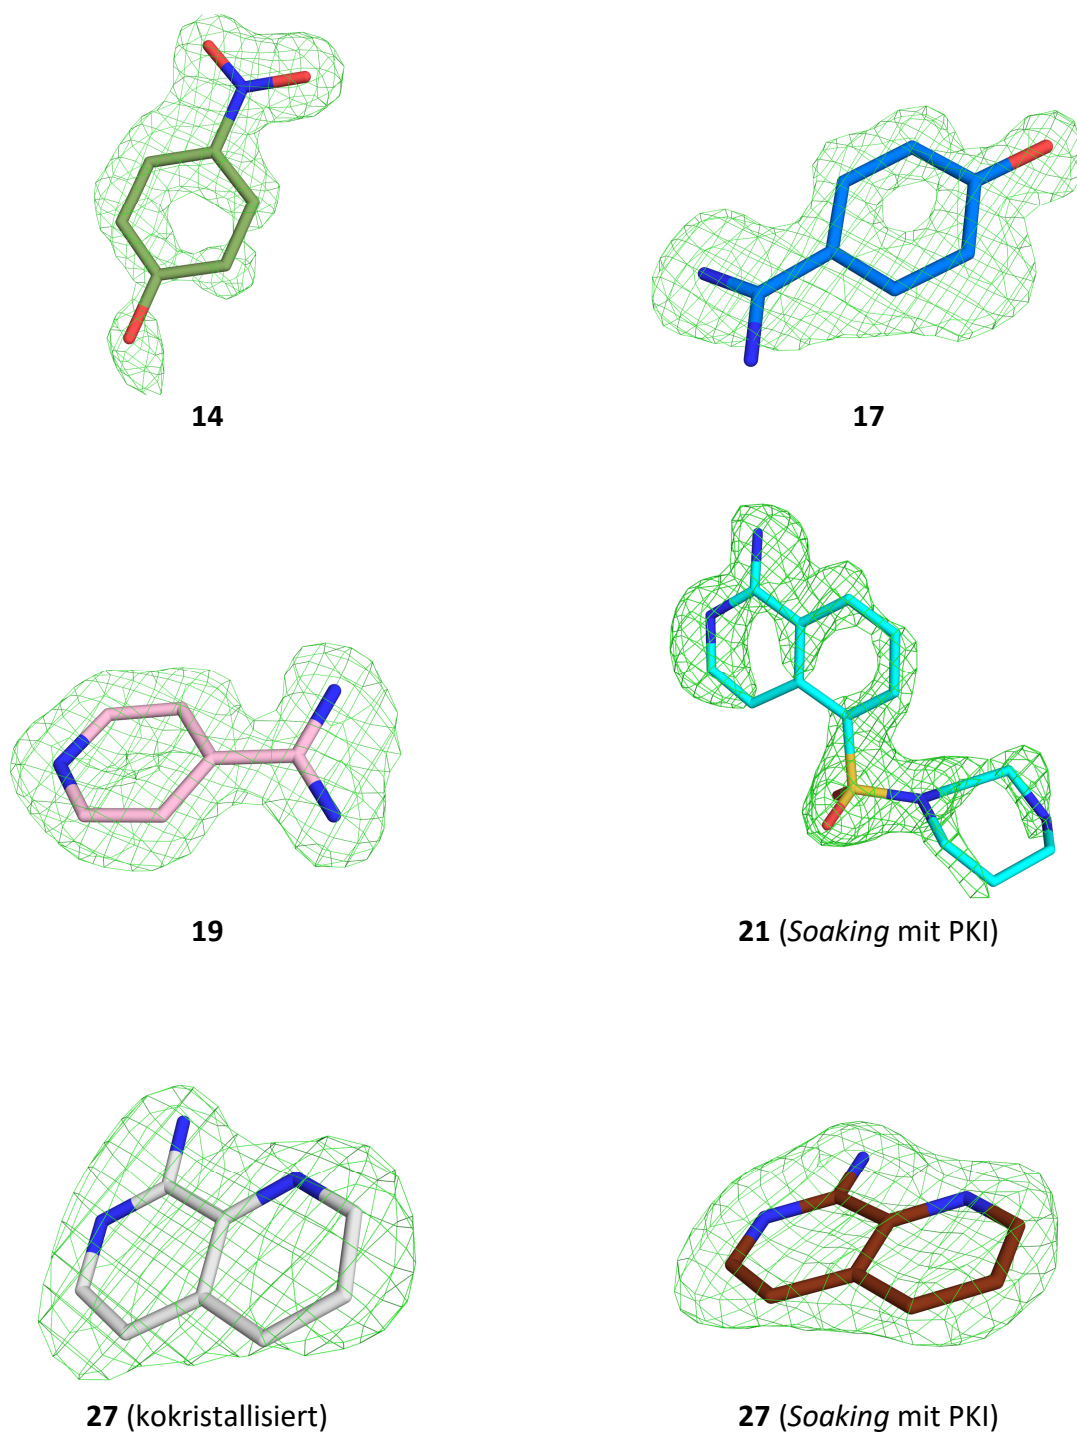 14
17
19
21 (Soaking mit PKI)
27 (kokristallisiert)
27 (Soaking mit PKI)